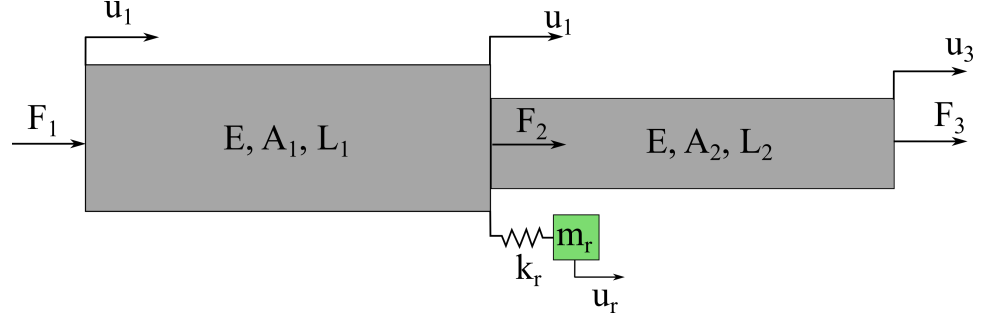 u₁ u₁ u₃
F₁ E, A₁, L₁ F₂ E, A₂, L₂ F₃
mᵣ
kᵣ
uᵣ